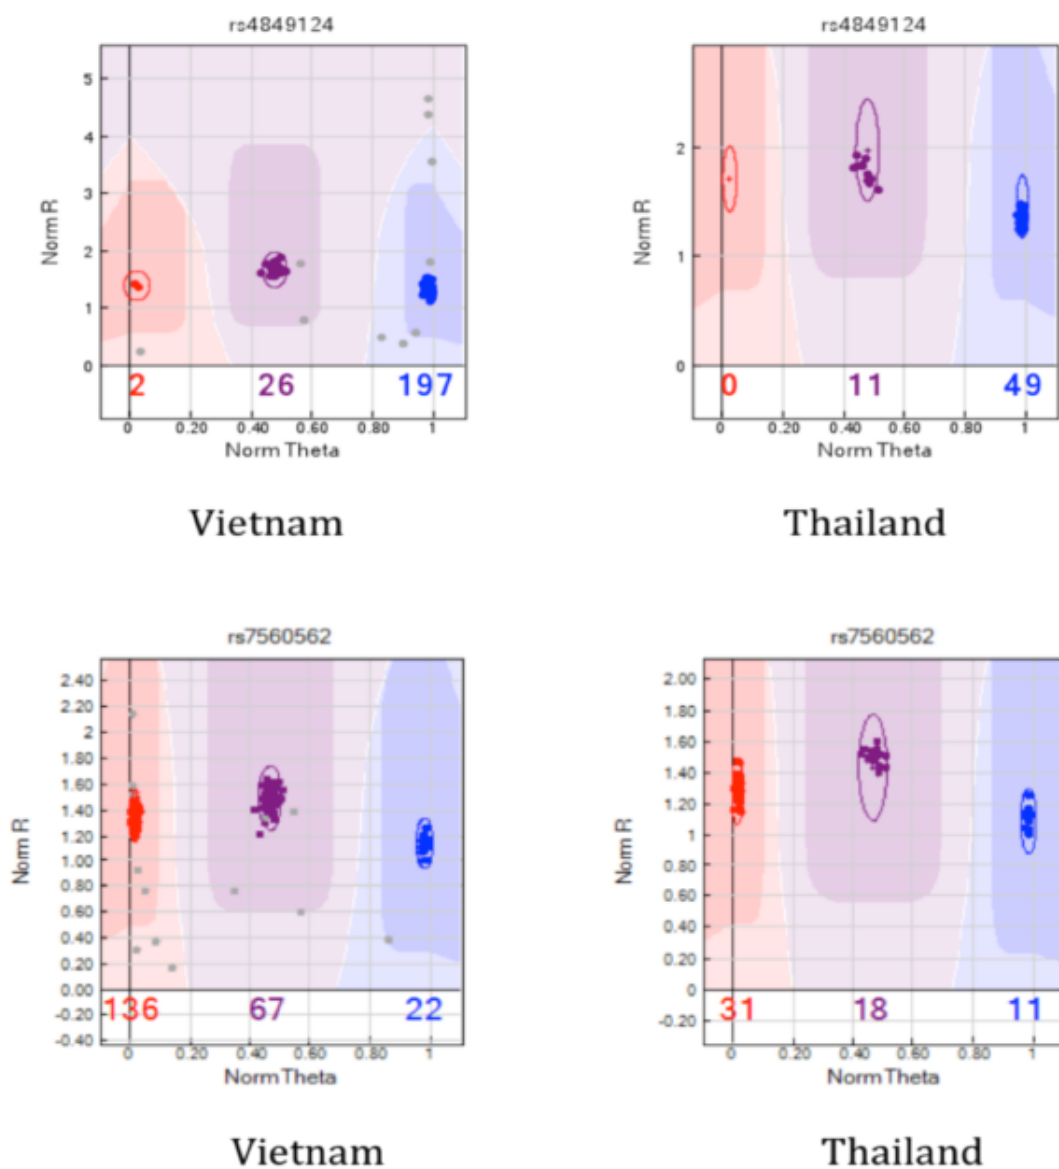 rs4849124
5
4
3
2
1
0
Norm R
2 26 197
0 0.20 0.40 0.60 0.80 1
Norm Theta
Vietnam
rs4849124
2
1
0
Norm R
0 11 49
0 0.20 0.40 0.60 0.80 1
Norm Theta
Thailand
rs7560562
2.40
2.20
2
1.80
1.60
1.40
1.20
1.00
0.80
0.60
0.40
0.20
0.00
-0.20
-0.40
Norm R
136 67 22
0 0.20 0.40 0.60 0.80 1
Norm Theta
Vietnam
rs7560562
2.00
1.80
1.60
1.40
1.20
1
0.80
0.60
0.40
0.20
0
-0.20
Norm R
31 18 11
0 0.20 0.40 0.60 0.80 1
Norm Theta
Thailand